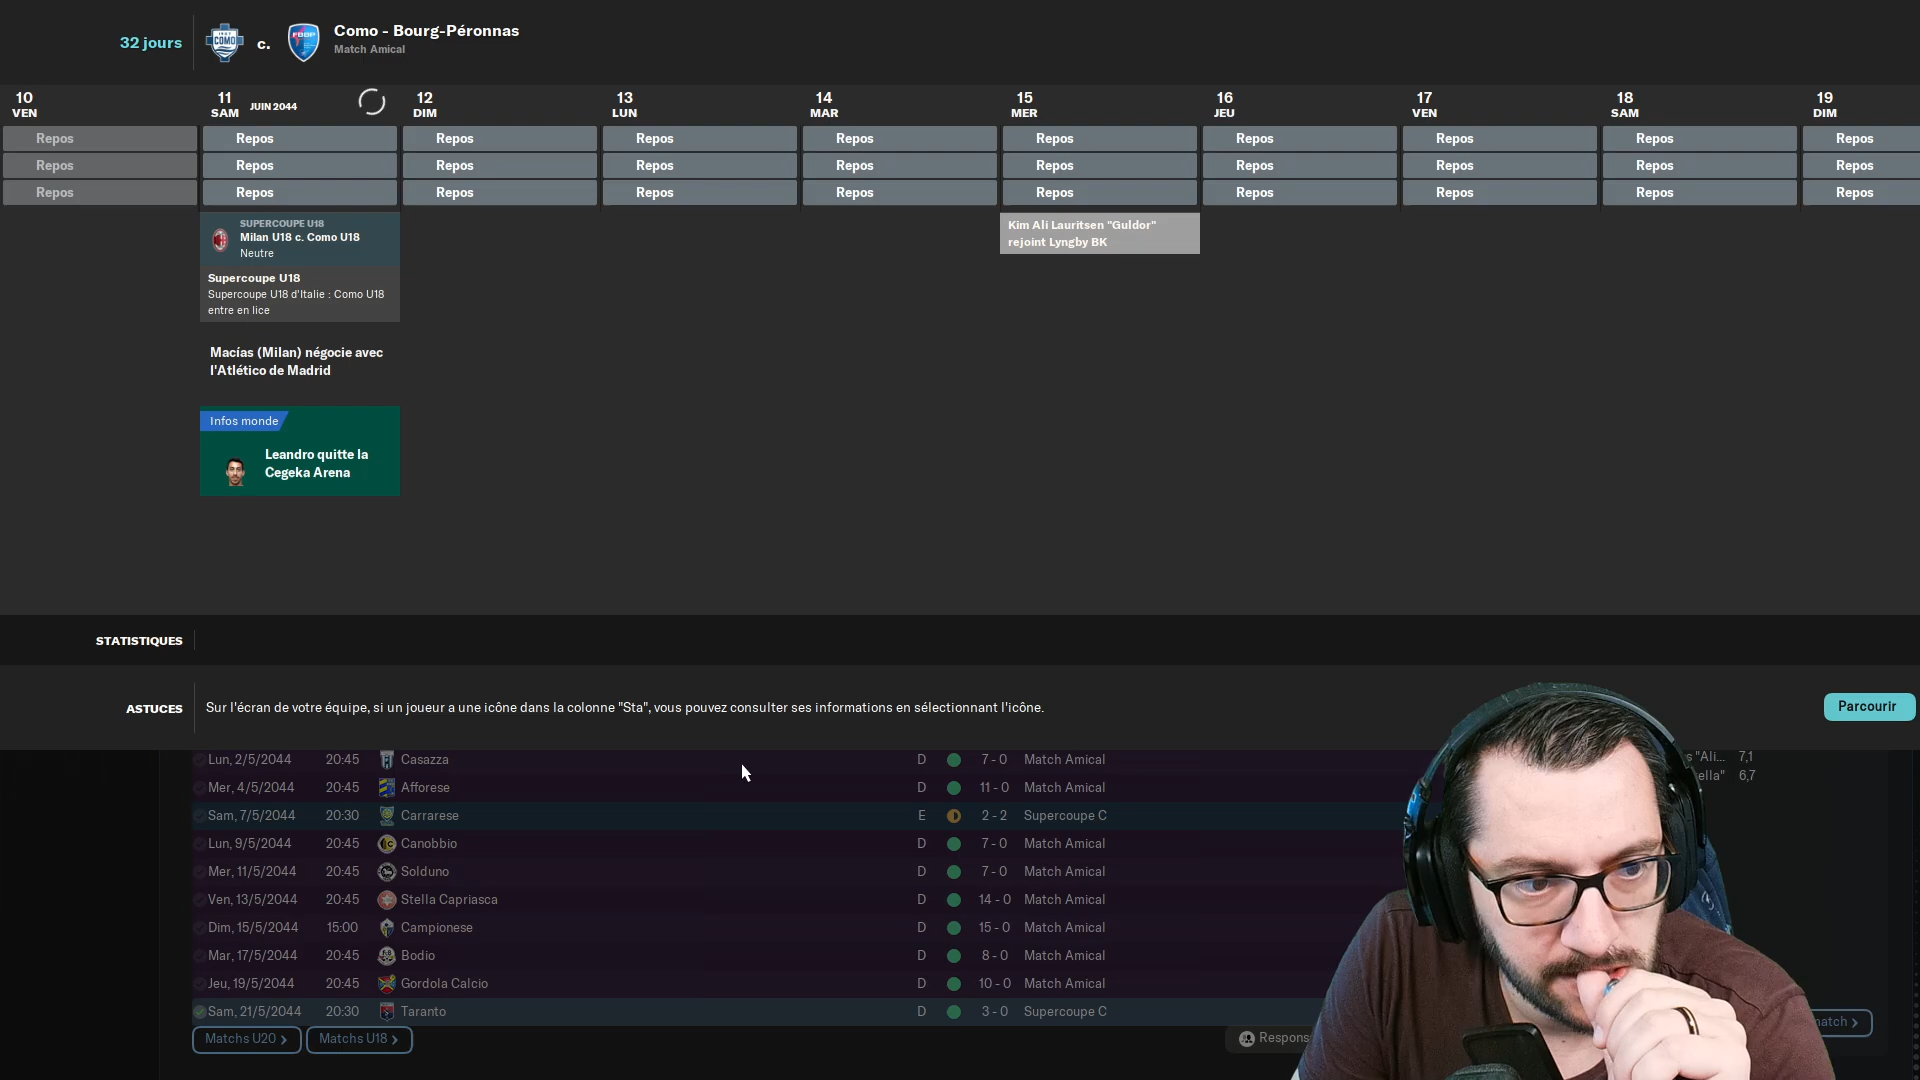 32 jours
COMO
c.
FBBP
Como - Bourg-Péronnas
Match Amical
10
VEN
11
SAM JUIN 2044
12
DIM
13
LUN
14
MAR
15
MER
16
JEU
17
VEN
18
SAM
19
DIM
Repos Repos Repos Repos Repos Repos Repos Repos Repos Repos
Repos Repos Repos Repos Repos Repos Repos Repos Repos Repos
Repos Repos Repos Repos Repos Repos Repos Repos Repos Repos
SUPERCOUPE U18
Milan U18 c. Como U18
Neutre
Supercoupe U18
Supercoupe U18 d'Italie : Como U18
entre en lice
Macías (Milan) négocie avec
l'Atlético de Madrid
Infos monde
Leandro quitte la
Cegeka Arena
Kim Ali Lauritsen "Guldor"
rejoint Lyngby BK
STATISTIQUES
ASTUCES
Sur l'écran de votre équipe, si un joueur a une icône dans la colonne "Sta", vous pouvez consulter ses informations en sélectionnant l'icône.
Parcourir
Lun, 2/5/2044 20:45 Casazza D 7 - 0 Match Amical
Mer, 4/5/2044 20:45 Afforese D 11 - 0 Match Amical
Sam, 7/5/2044 20:30 Carrarese E 2 - 2 Supercoupe C
Lun, 9/5/2044 20:45 Canobbio D 7 - 0 Match Amical
Mer, 11/5/2044 20:45 Solduno D 7 - 0 Match Amical
Ven, 13/5/2044 20:45 Stella Capriasca D 14 - 0 Match Amical
Dim, 15/5/2044 15:00 Campionese D 15 - 0 Match Amical
Mar, 17/5/2044 20:45 Bodio D 8 - 0 Match Amical
Jeu, 19/5/2044 20:45 Gordola Calcio D 10 - 0 Match Amical
Sam, 21/5/2044 20:30 Taranto D 3 - 0 Supercoupe C
s "Ali... 7,1
ella" 6,7
Matchs U20 >
Matchs U18 >
Respons
atch >